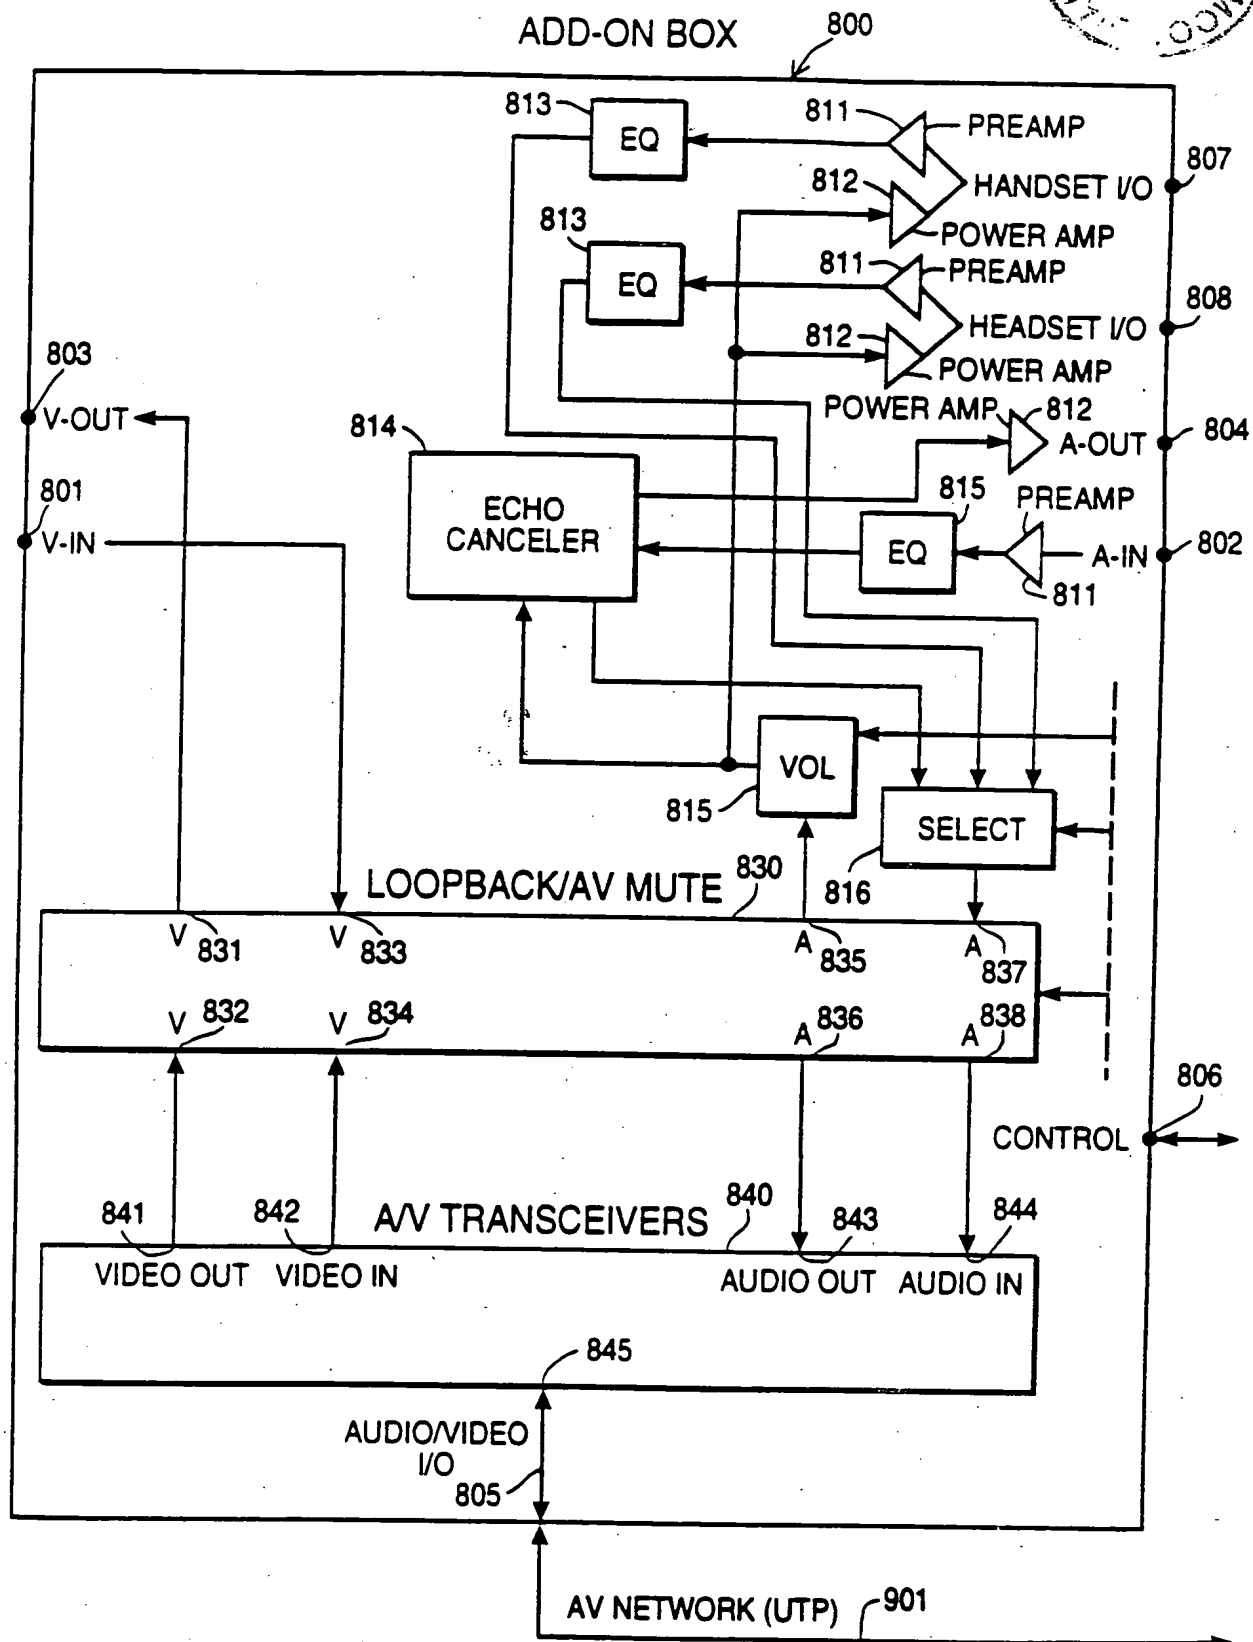 ADD-ON BOX
800
813
EQ
811
PREAMP
807
812
HANDSET I/O
POWER AMP
813
EQ
811
PREAMP
808
812
HEADSET I/O
POWER AMP
803
V-OUT
814
POWER AMP
812
A-OUT
804
801
V-IN
ECHO
CANCELER
815
EQ
PREAMP
A-IN
802
811
VOL
815
SELECT
816
LOOPBACK/AV MUTE
830
V
831
V
833
A
835
A
837
V
832
V
834
A
836
A
838
806
CONTROL
841
842
A/V TRANSCEIVERS
840
843
844
VIDEO OUT
VIDEO IN
AUDIO OUT
AUDIO IN
845
AUDIO/VIDEO
I/O
805
AV NETWORK (UTP)
901